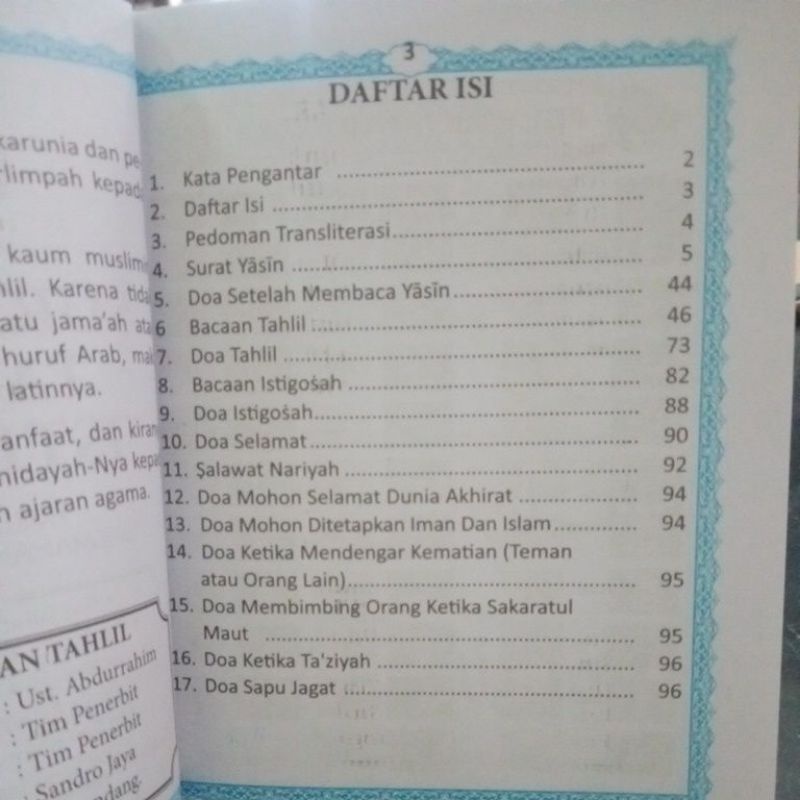 karunia dan
limpah
kaum muslim
Karena
atu jama'ah
huruf Arab,
latinnya.
anfaat, dan
hidayah-Nya
ajaran agama.
AN TAHLIL
: Ust. Abdurrahim
: Tim Penerbit
: Tim Penerbit
Sandro Jaya
3
DAFTAR ISI
1. Kata Pengantar ........................................ 2
2. Daftar Isi ........................................ 3
3. Pedoman Transliterasi........................................ 4
4. Surat Yāsīn ........................................ 5
5. Doa Setelah Membaca Yāsīn........................................ 44
6 Bacaan Tahlil ........................................ 46
7. Doa Tahlil ........................................ 73
8. Bacaan Istigoṡah ........................................ 82
9. Doa Istigoṡah........................................ 88
10. Doa Selamat........................................ 90
11. Ṣalawat Nariyah ........................................ 92
12. Doa Mohon Selamat Dunia Akhirat ........................................ 94
13. Doa Mohon Ditetapkan Iman Dan Islam........................................ 94
14. Doa Ketika Mendengar Kematian (Teman
atau Orang Lain)........................................ 95
15. Doa Membimbing Orang Ketika Sakaratul
Maut ........................................ 95
16. Doa Ketika Ta'ziyah ........................................ 96
17. Doa Sapu Jagat ........................................ 96